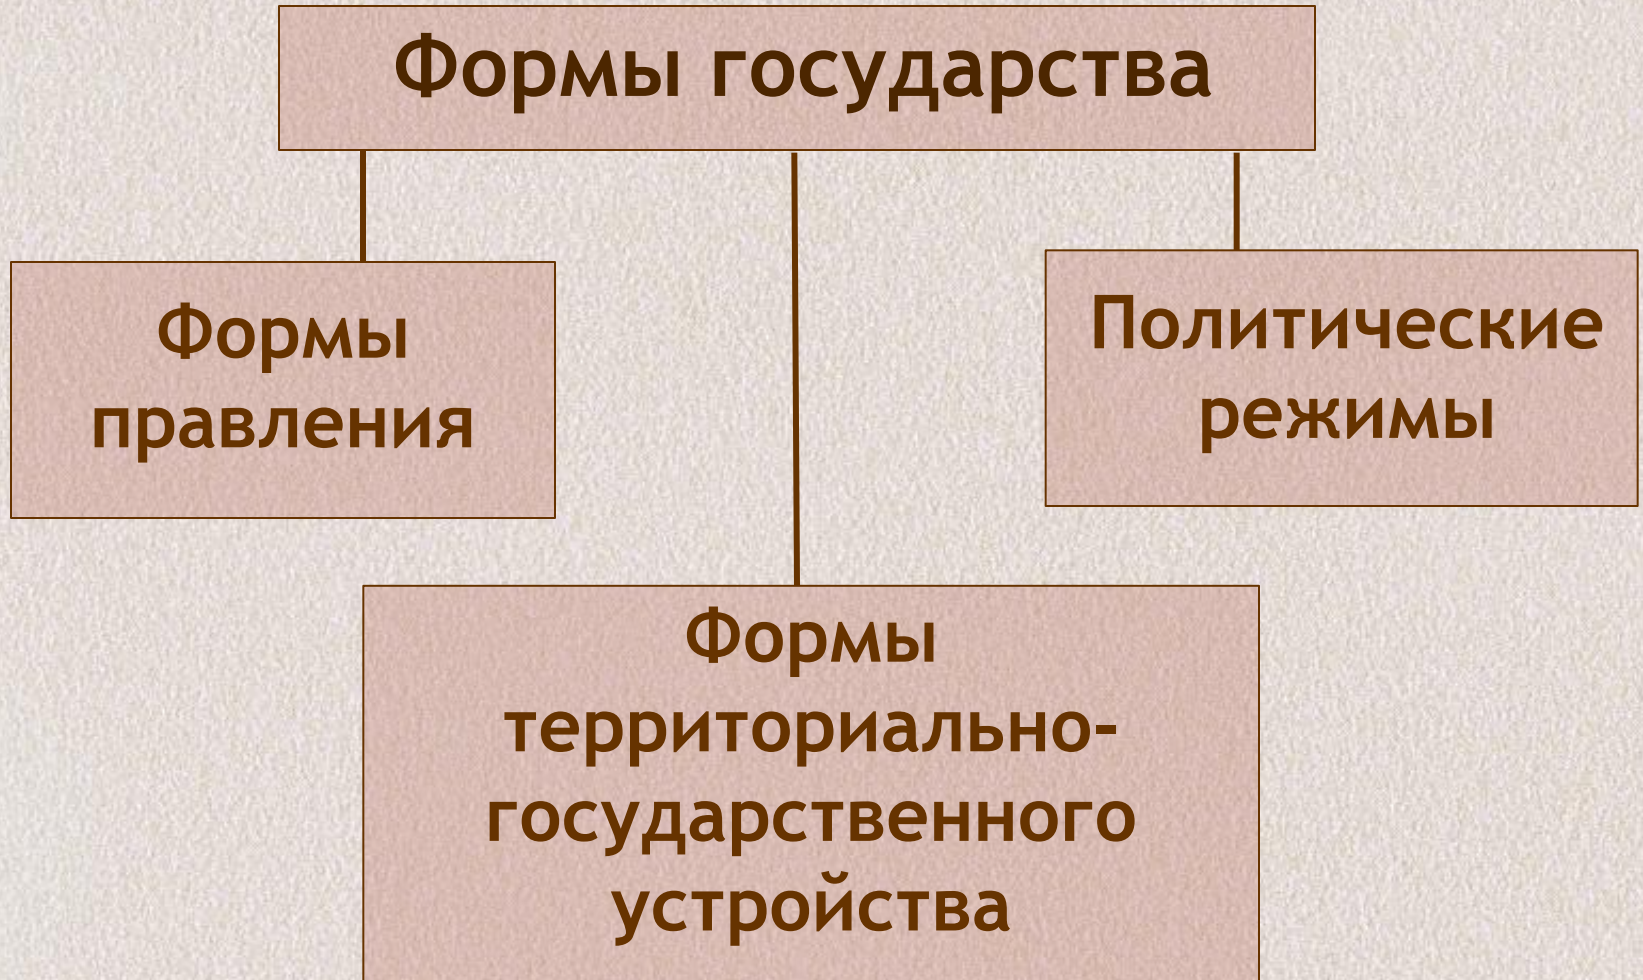 Формы государства
Формы
правления
Политические
режимы
Формы
территориально-
государственного
устройства